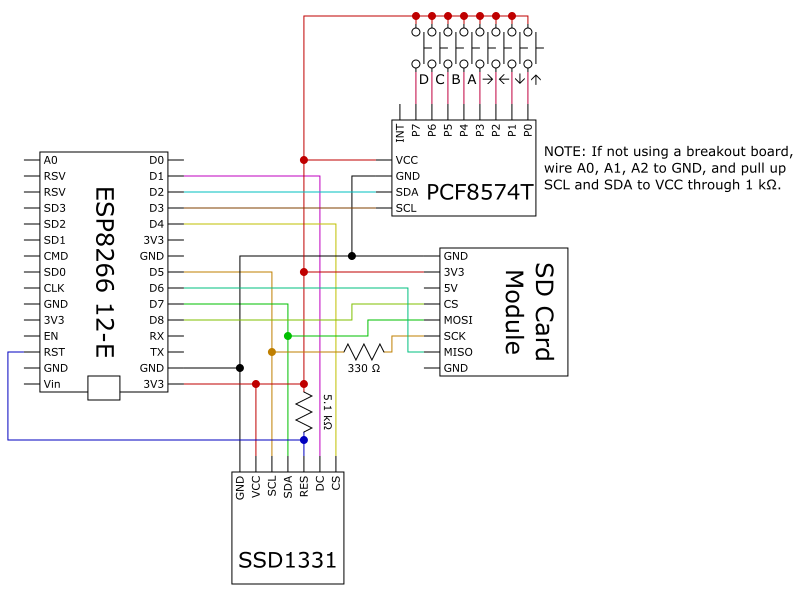 D C B A → ← ↓ ↑
INT P7 P6 P5 P4 P3 P2 P1 P0
VCC
GND
SDA
SCL
PCF8574T
NOTE: If not using a breakout board,
wire A0, A1, A2 to GND, and pull up
SCL and SDA to VCC through 1 kΩ.
A0 D0
RSV D1
RSV D2
SD3 D3
SD2 D4
SD1 3V3
CMD GND
SD0 D5
CLK D6
GND D7
3V3 D8
EN RX
RST TX
GND GND
Vin 3V3
ESP8266 12-E
GND
3V3
5V
CS
MOSI
SCK
MISO
GND
SD Card
Module
330 Ω
5.1 kΩ
GND VCC SCL SDA RES DC CS
SSD1331